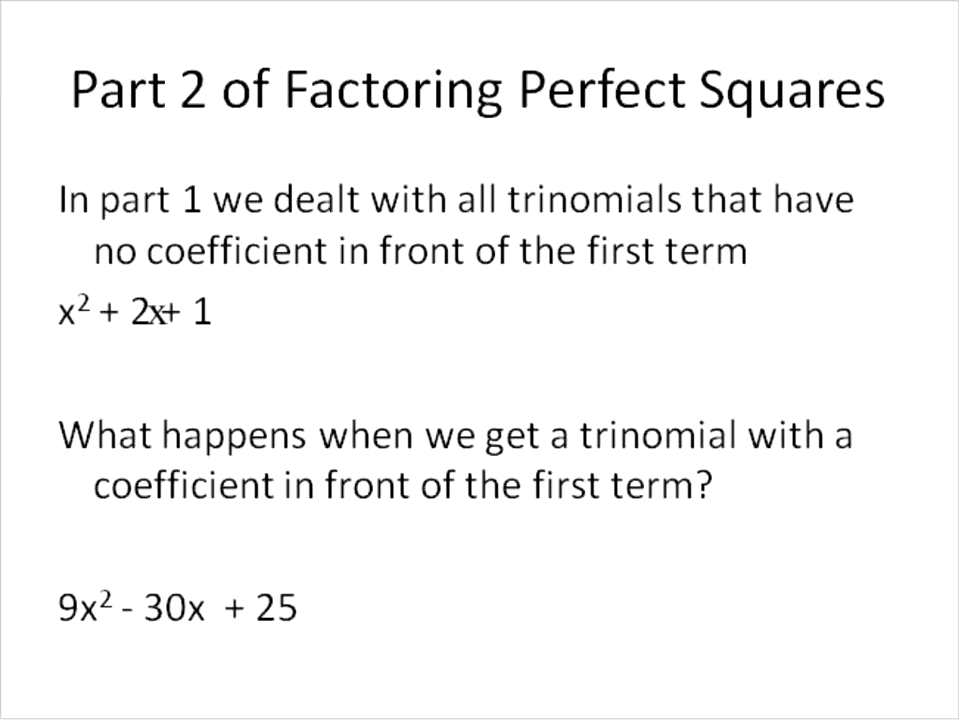 Part 2 of Factoring Perfect Squares
In part 1 we dealt with all trinomials that have
no coefficient in front of the first term
x² + 2x+ 1
What happens when we get a trinomial with a
coefficient in front of the first term?
9x² - 30x + 25